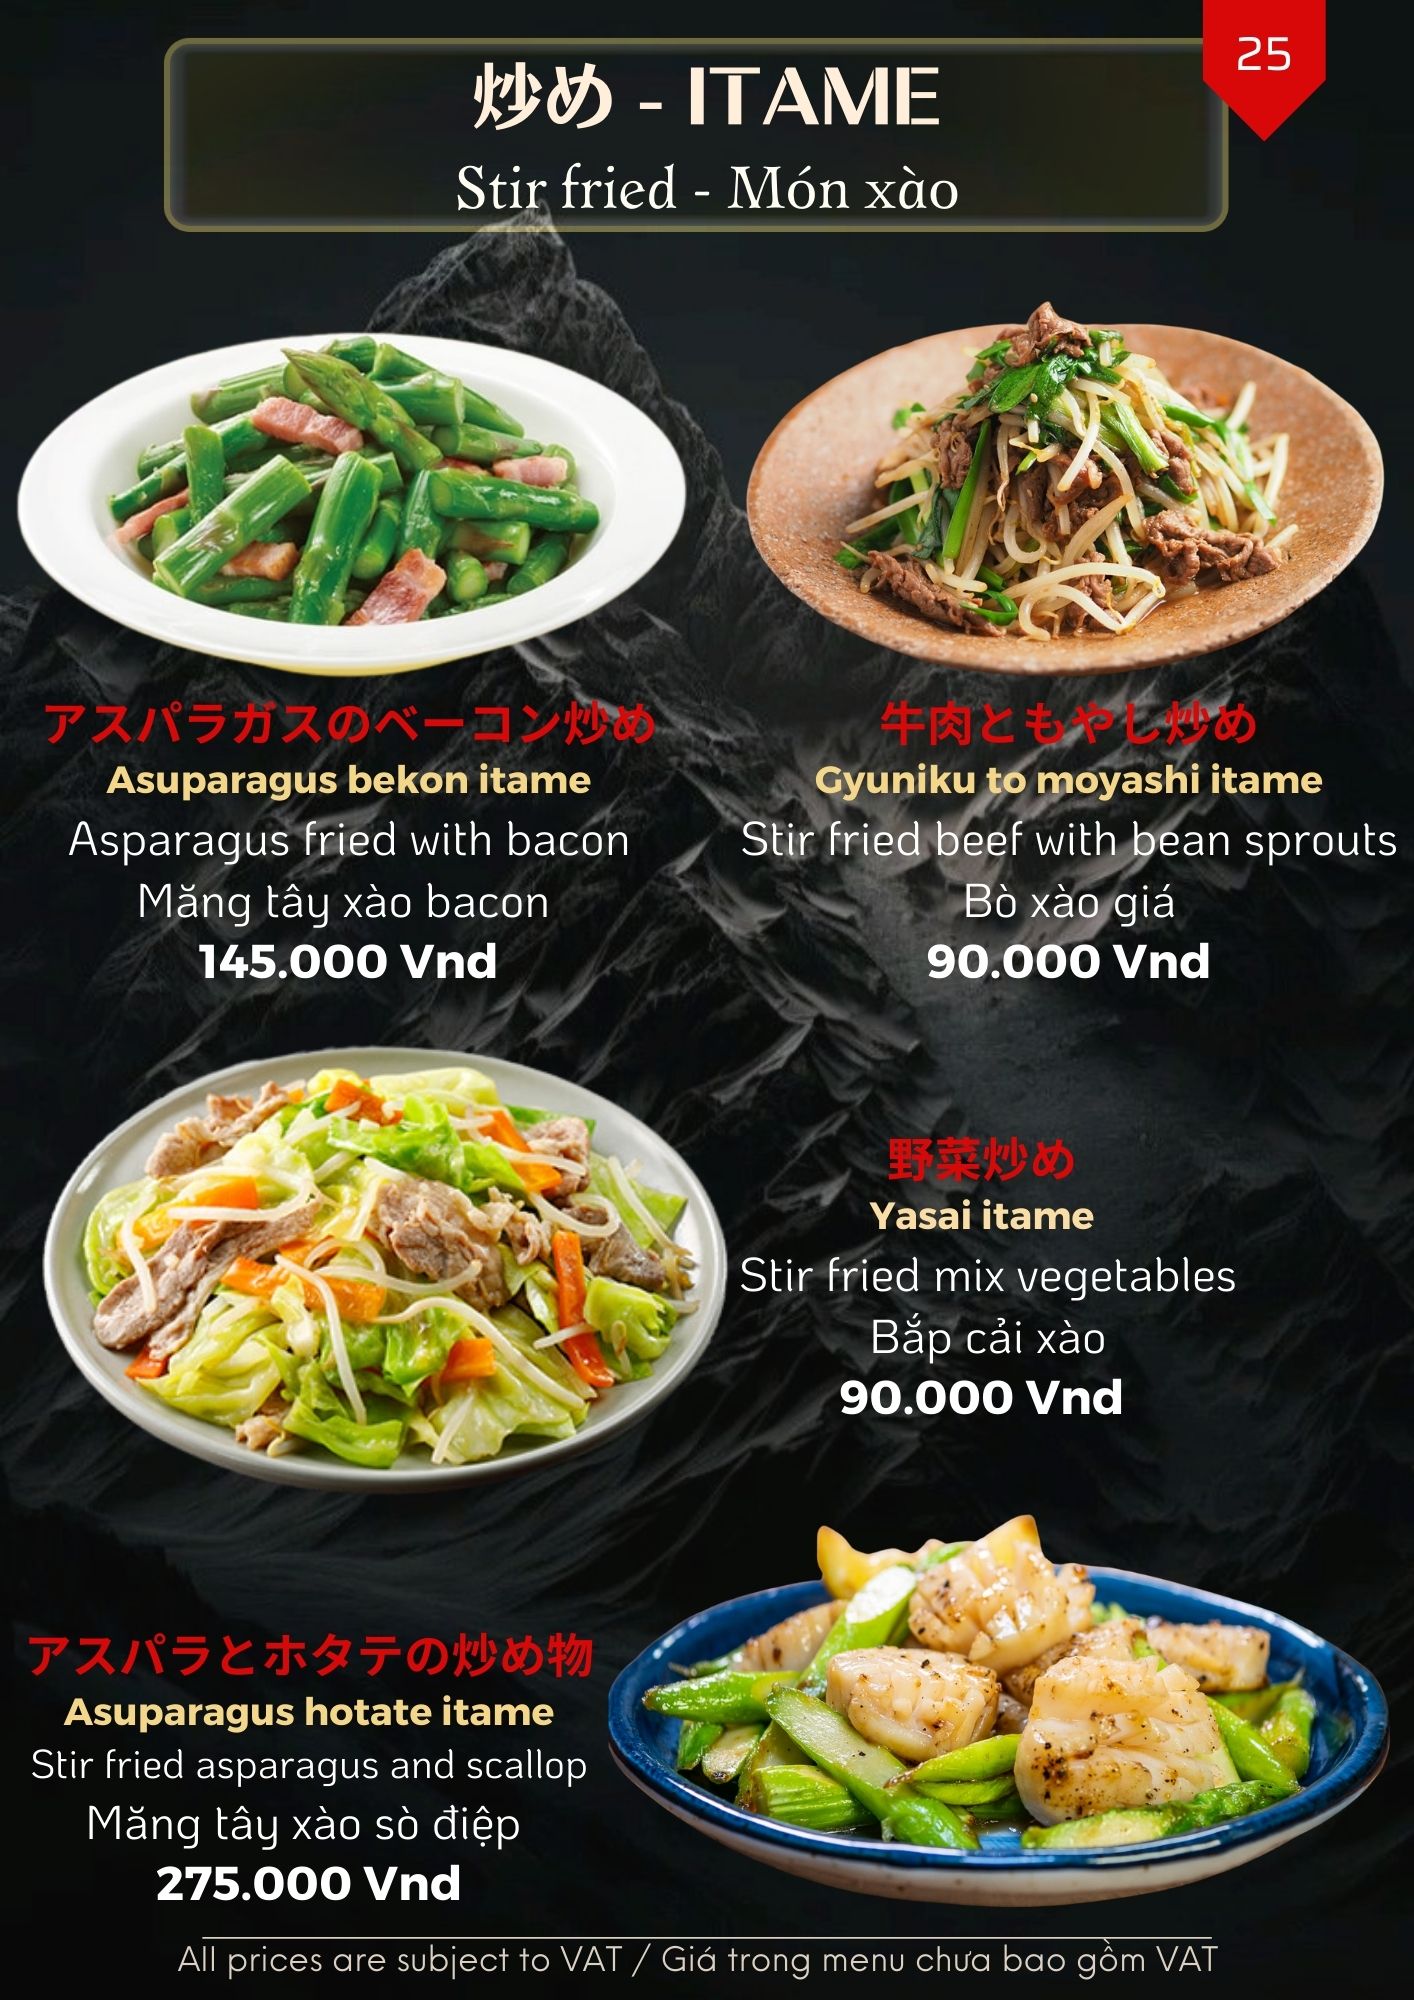 25
炒め - ITAME
Stir fried - Món xào
アスパラガスのベーコン炒め
Asuparagus bekon itame
Asparagus fried with bacon
Măng tây xào bacon
145.000 Vnd
牛肉ともやし炒め
Gyuniku to moyashi itame
Stir fried beef with bean sprouts
Bò xào giá
90.000 Vnd
野菜炒め
Yasai itame
Stir fried mix vegetables
Bắp cải xào
90.000 Vnd
アスパラとホタテの炒め物
Asuparagus hotate itame
Stir fried asparagus and scallop
Măng tây xào sò điệp
275.000 Vnd
All prices are subject to VAT / Giá trong menu chưa bao gồm VAT